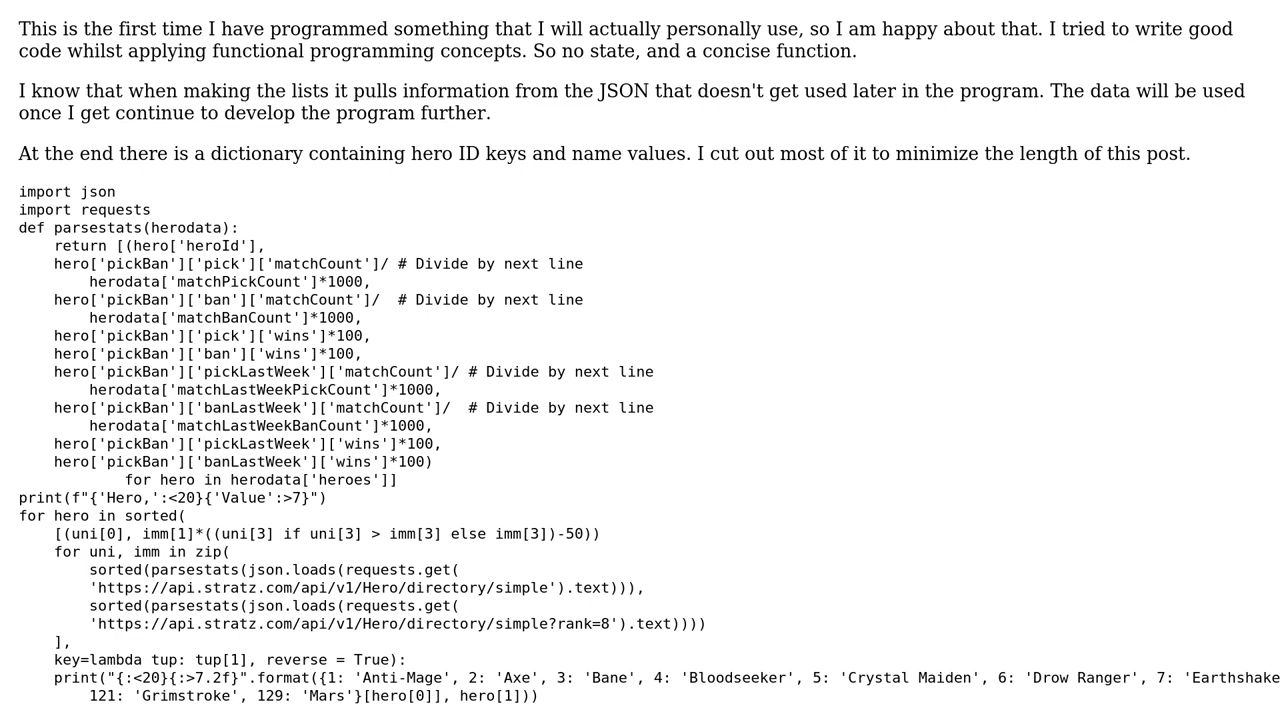 This is the first time I have programmed something that I will actually personally use, so I am happy about that. I tried to write good
code whilst applying functional programming concepts. So no state, and a concise function.
I know that when making the lists it pulls information from the JSON that doesn't get used later in the program. The data will be used
once I get continue to develop the program further.
At the end there is a dictionary containing hero ID keys and name values. I cut out most of it to minimize the length of this post.
import json
import requests
def parsestats(herodata):
    return [(hero['heroId'],
    hero['pickBan']['pick']['matchCount']/ # Divide by next line
        herodata['matchPickCount']*1000,
    hero['pickBan']['ban']['matchCount']/  # Divide by next line
        herodata['matchBanCount']*1000,
    hero['pickBan']['pick']['wins']*100,
    hero['pickBan']['ban']['wins']*100,
    hero['pickBan']['pickLastWeek']['matchCount']/ # Divide by next line
        herodata['matchLastWeekPickCount']*1000,
    hero['pickBan']['banLastWeek']['matchCount']/  # Divide by next line
        herodata['matchLastWeekBanCount']*1000,
    hero['pickBan']['pickLastWeek']['wins']*100,
    hero['pickBan']['banLastWeek']['wins']*100)
            for hero in herodata['heroes']]
print(f"{'Hero,':<20}{'Value':>7}")
for hero in sorted(
    [(uni[0], imm[1]*((uni[3] if uni[3] > imm[3] else imm[3])-50))
    for uni, imm in zip(
        sorted(parsestats(json.loads(requests.get(
        'https://api.stratz.com/api/v1/Hero/directory/simple').text))),
        sorted(parsestats(json.loads(requests.get(
        'https://api.stratz.com/api/v1/Hero/directory/simple?rank=8').text))))
    ],
    key=lambda tup: tup[1], reverse = True):
    print("{:<20}{:>7.2f}".format({1: 'Anti-Mage', 2: 'Axe', 3: 'Bane', 4: 'Bloodseeker', 5: 'Crystal Maiden', 6: 'Drow Ranger', 7: 'Earthshake
        121: 'Grimstroke', 129: 'Mars'}[hero[0]], hero[1]))